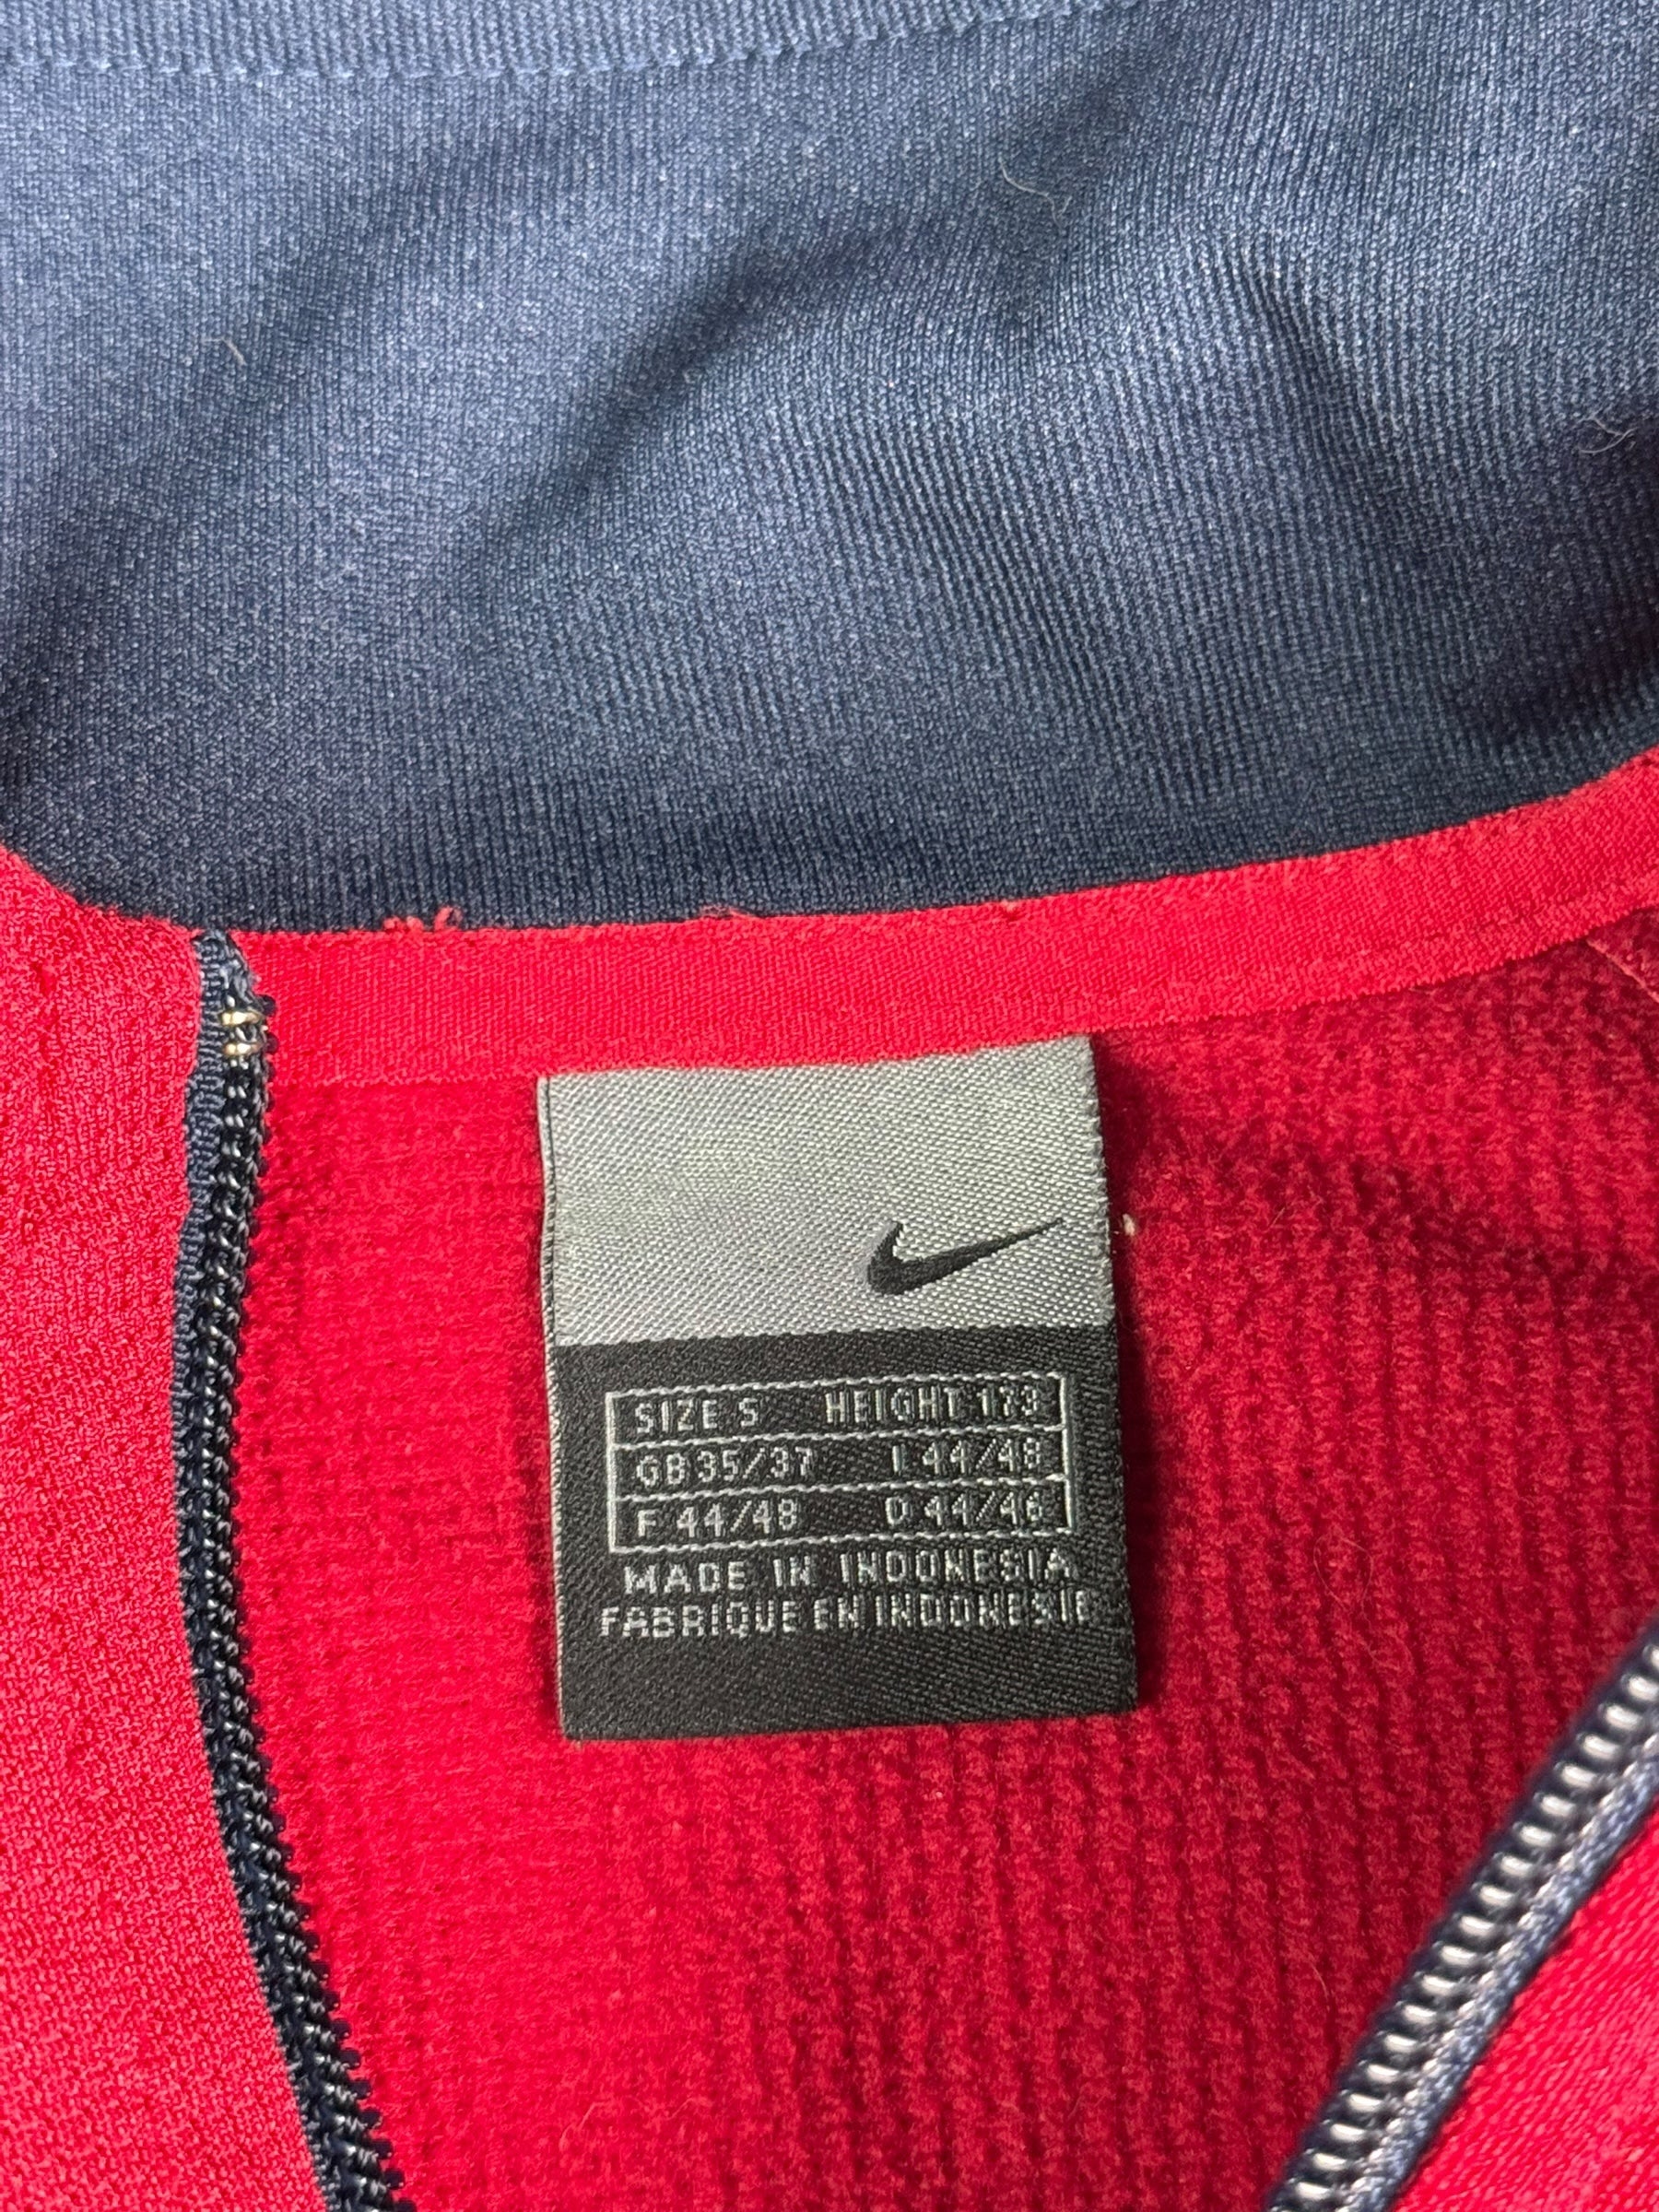 SIZE S HEIGHT 173
GB 35/37 I 44/48
F 44/48 D 44/46
MADE IN INDONESIA
FABRIQUE EN INDONESIE